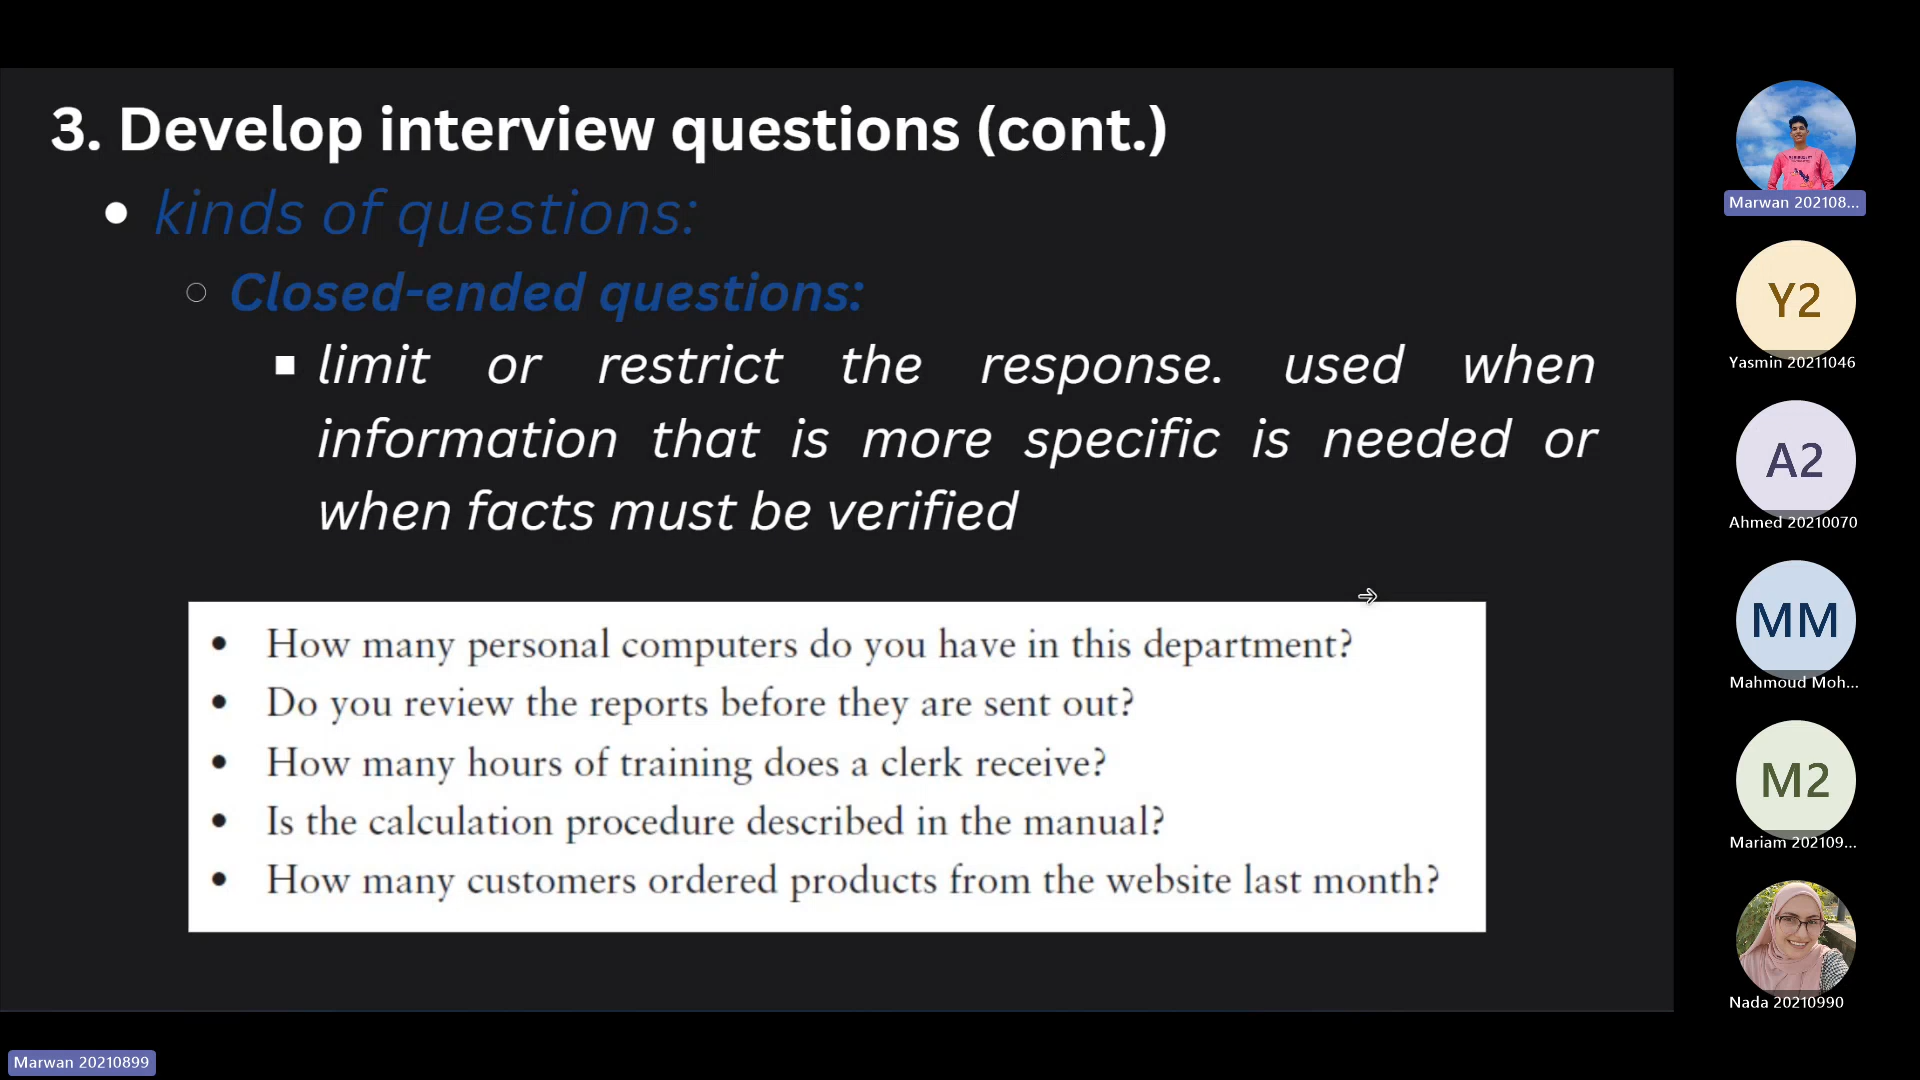 3. Develop interview questions (cont.)
• kinds of questions:
○ Closed-ended questions:
▪ limit or restrict the response. used when
information that is more specific is needed or
when facts must be verified
• How many personal computers do you have in this department?
• Do you review the reports before they are sent out?
• How many hours of training does a clerk receive?
• Is the calculation procedure described in the manual?
• How many customers ordered products from the website last month?
Marwan 202108...
Y2
Yasmin 20211046
A2
Ahmed 20210070
MM
Mahmoud Moh...
M2
Mariam 202109...
Nada 20210990
Marwan 20210899